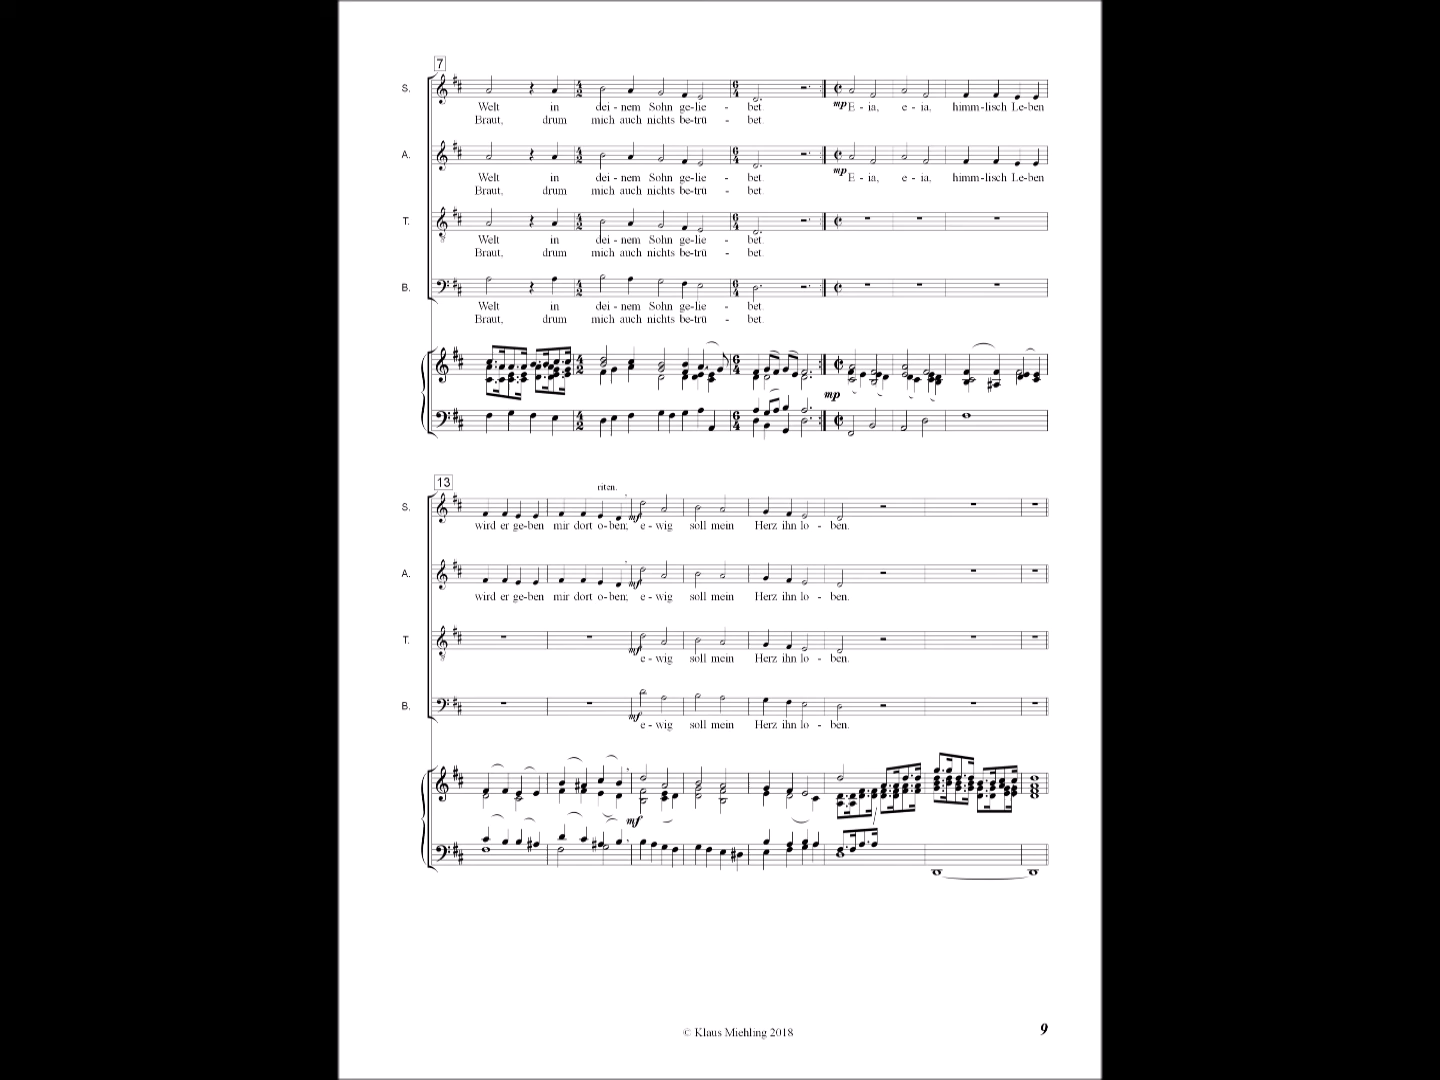 7
S.
Welt in dei - nem Sohn ge-lie - bet.
mp E - ia, e - ia, himm-lisch Le-ben
Braut, drum mich auch nichts be-trü - bet.
A.
mp
Welt in dei - nem Sohn ge-lie - bet. E - ia, e - ia, himm-lisch Le-ben
Braut, drum mich auch nichts be-trü - bet.
T.
Welt in dei - nem Sohn ge-lie - bet.
Braut, drum mich auch nichts be-trü - bet.
B.
Welt in dei - nem Sohn ge-lie - bet.
Braut, drum mich auch nichts be-trü - bet.
mp
13
riten.
S.
mf
wird er ge-ben mir dort o-ben; e - wig soll mein Herz ihn lo - ben.
A.
mf
wird er ge-ben mir dort o-ben; e - wig soll mein Herz ihn lo - ben.
T.
mf
e - wig soll mein Herz ihn lo - ben.
B.
mf
e - wig soll mein Herz ihn lo - ben.
mf
© Klaus Miehling 2018
9